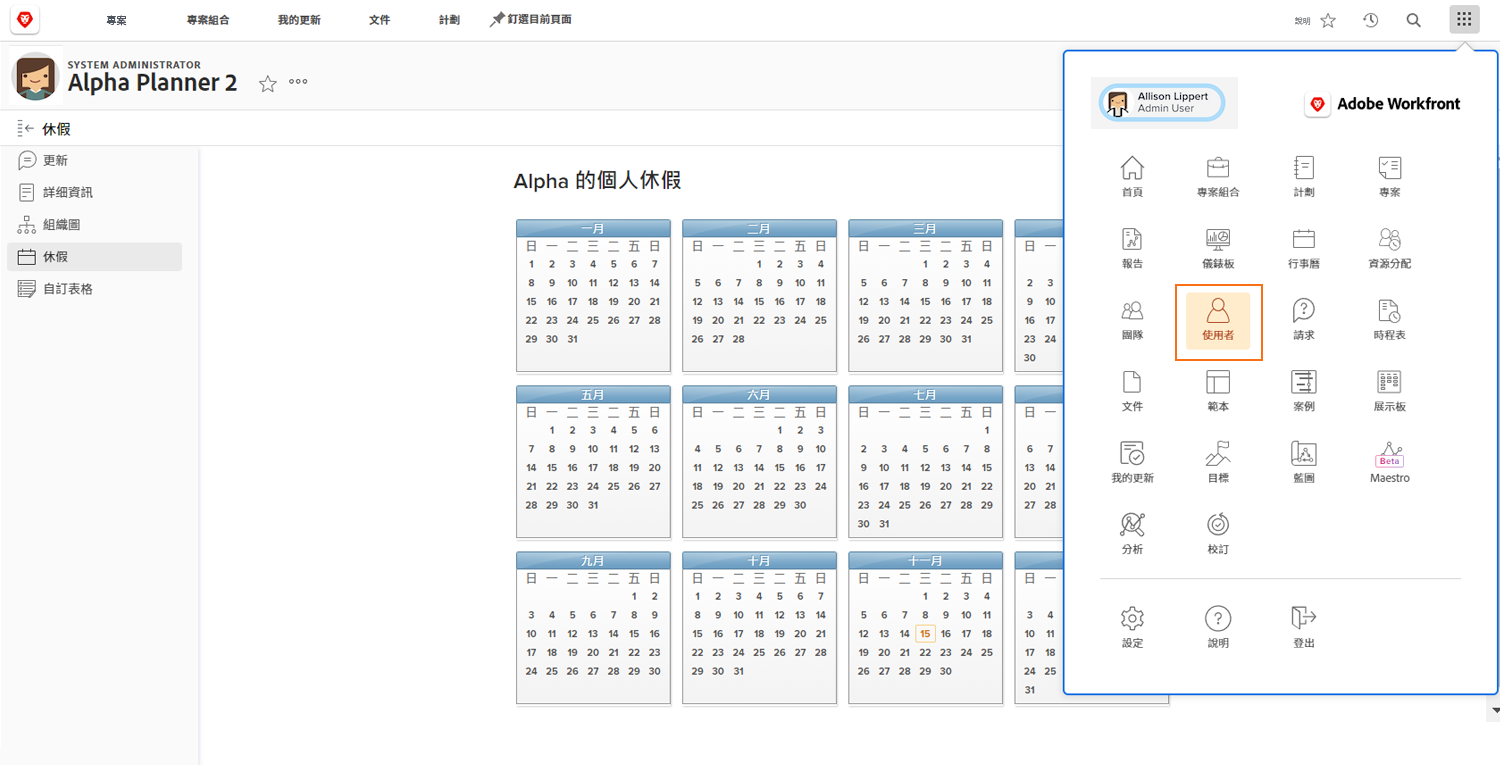 專案 專案組合 我的更新 文件 計劃 釘選目前頁面 說明
SYSTEM ADMINISTRATOR
Alpha Planner 2
休假
更新
詳細資訊
組織圖
休假
自訂表格
Alpha 的個人休假
一月
日 一 二 三 二 五 日
1 2 3 4 5 6 7
8 9 10 11 12 13 14
15 16 17 18 19 20 21
22 23 24 25 26 27 28
29 30 31
二月
日 一 二 三 二 五 日
1 2 3 4
5 6 7 8 9 10 11
12 13 14 15 16 17 18
19 20 21 22 23 24 25
26 27 28
三月
日 一 二 三 二 五 日
1 2 3 4
5 6 7 8 9 10 11
12 13 14 15 16 17 18
19 20 21 22 23 24 25
26 27 28 29 30 31
日 一
2 3
9 10
16 17
23 24
30
五月
日 一 二 三 二 五 日
1 2 3 4 5 6
7 8 9 10 11 12 13
14 15 16 17 18 19 20
21 22 23 24 25 26 27
28 29 30 31
六月
日 一 二 三 二 五 日
1 2 3
4 5 6 7 8 9 10
11 12 13 14 15 16 17
18 19 20 21 22 23 24
25 26 27 28 29 30
七月
日 一 二 三 二 五 日
1
2 3 4 5 6 7 8
9 10 11 12 13 14 15
16 17 18 19 20 21 22
23 24 25 26 27 28 29
30 31
日 一
6 7
13 14
20 21
27 28
九月
日 一 二 三 二 五 日
1 2
3 4 5 6 7 8 9
10 11 12 13 14 15 16
17 18 19 20 21 22 23
24 25 26 27 28 29 30
十月
日 一 二 三 二 五 日
1 2 3 4 5 6 7
8 9 10 11 12 13 14
15 16 17 18 19 20 21
22 23 24 25 26 27 28
29 30 31
十一月
日 一 二 三 二 五 日
1 2 3 4
5 6 7 8 9 10 11
12 13 14 15 16 17 18
19 20 21 22 23 24 25
26 27 28 29 30
日 一
3 4
10 11
17 18
24 25
31
Allison Lippert
Admin User
Adobe Workfront
首頁 專案組合 計劃 專案
報告 儀錶板 行事曆 資源分配
團隊 使用者 請求 時程表
文件 範本 案例 展示板
Beta
我的更新 目標 藍圖 Maestro
分析 校訂
設定 說明 登出